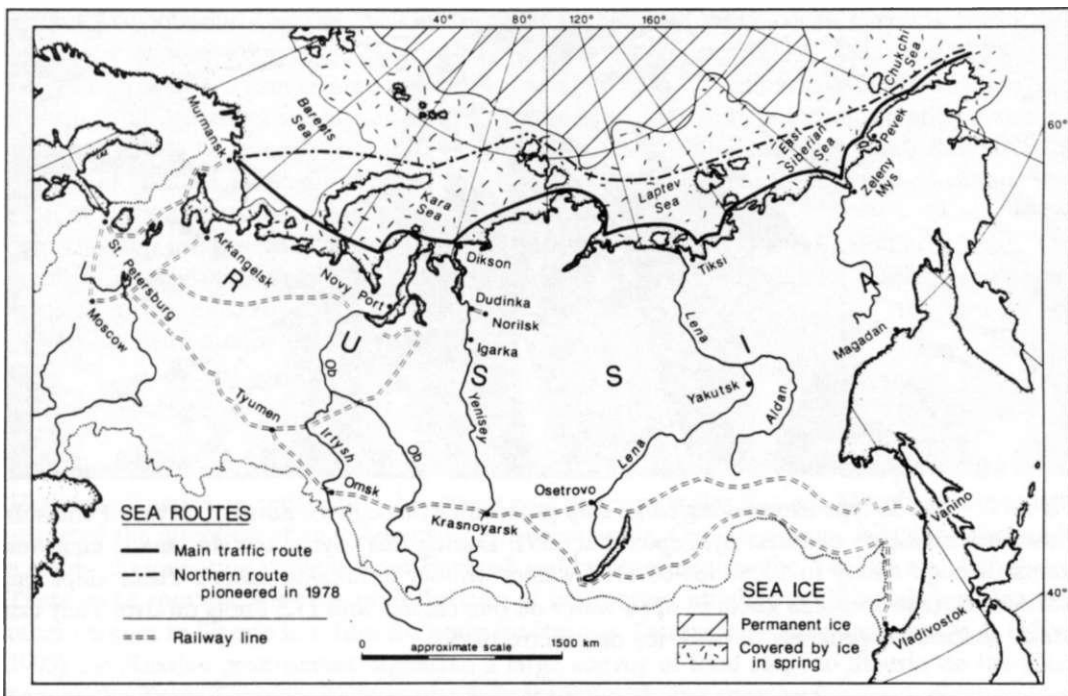 40° 80° 120° 160°
Chukchi
Sea
Barents
Sea
Murmansk
60°
East
Siberian
Sea
Pevek
Zeleny
Mys
Laptev
Sea
Kara
Sea
Arkangelsk
St. Petersburg
Novy Port
Dikson
Tiksi
Dudinka
Norilsk
Igarka
Moscow
R U S S I A
Ob
Yenisey
Lena
Magadan
Yakutsk
Aldan
Tyumen
Irtysh
Ob
Lena
Omsk
Osetrovo
Krasnoyarsk
Vanino
Vladivostok
40°
SEA ROUTES
Main traffic route
Northern route
pioneered in 1978
Railway line
0 approximate scale 1500 km
SEA ICE
Permanent ice
Covered by ice
in spring